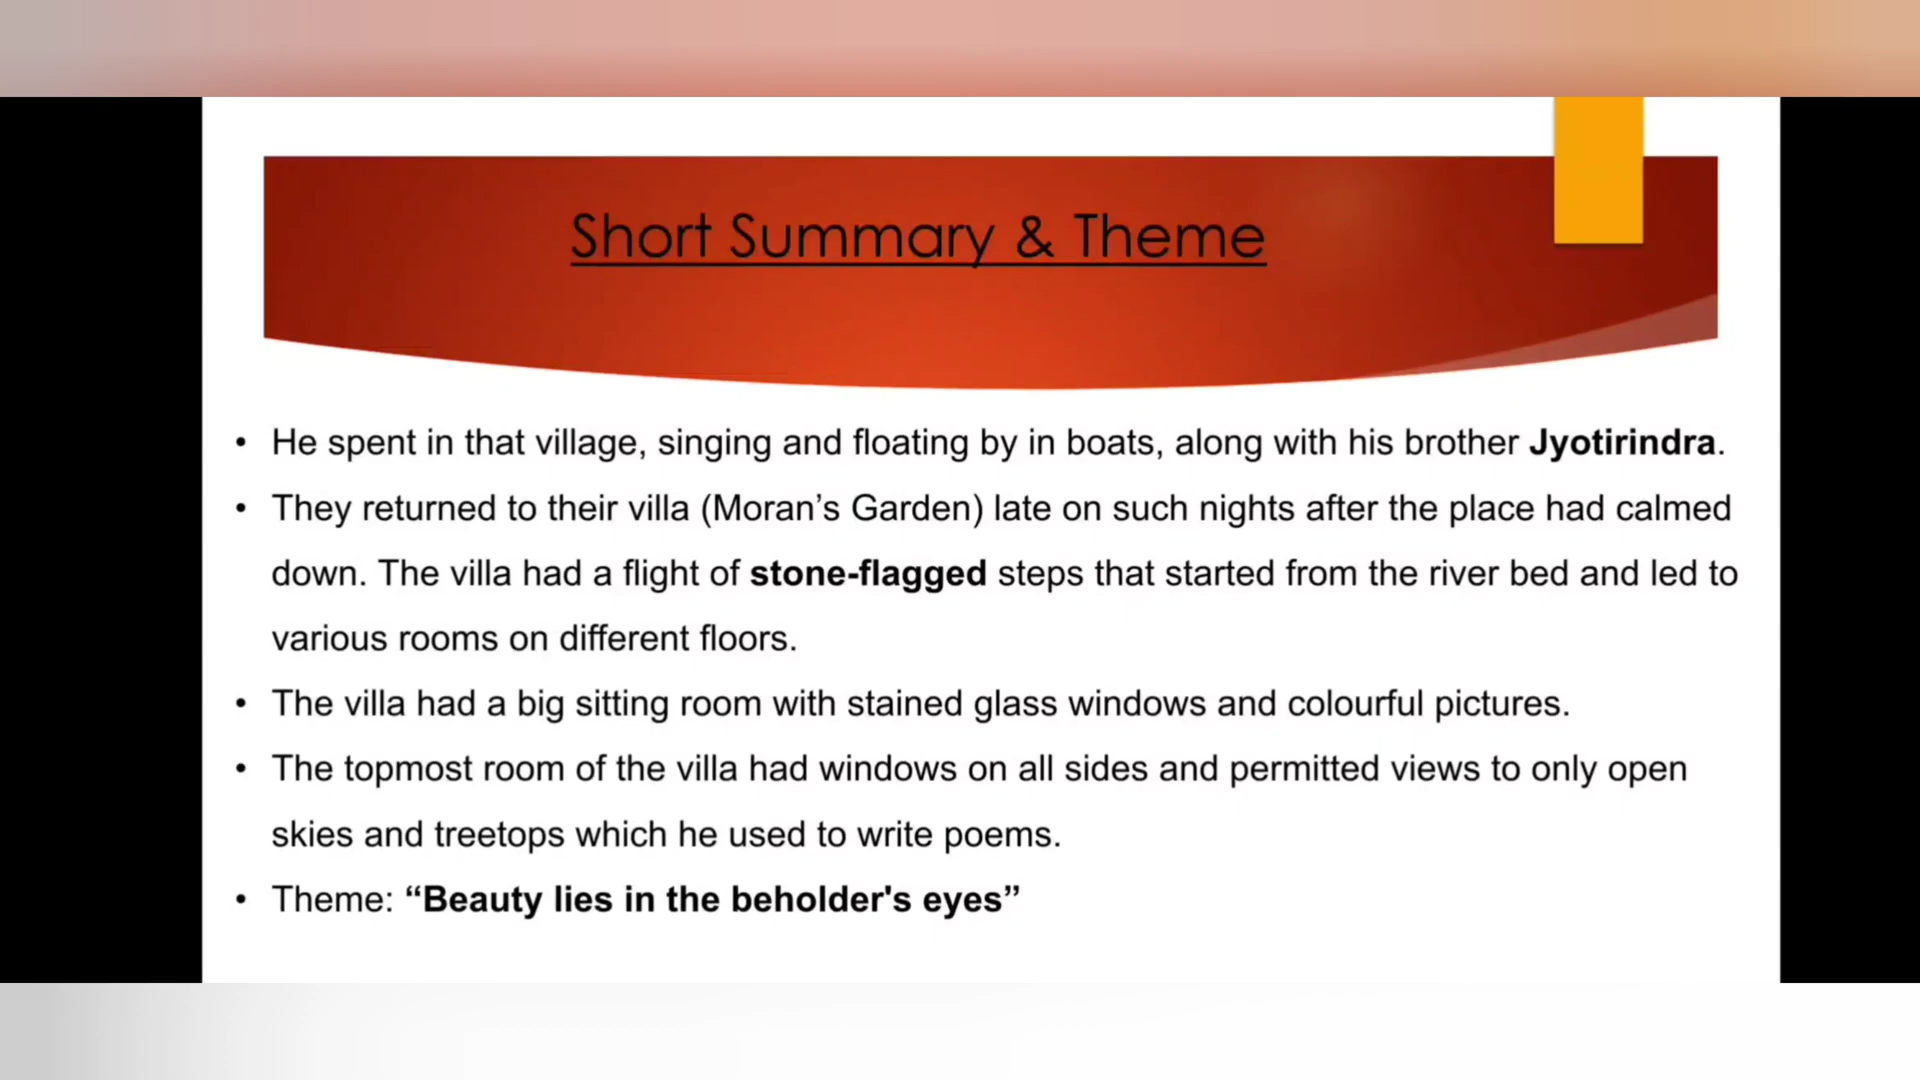 Short Summary & Theme
• He spent in that village, singing and floating by in boats, along with his brother Jyotirindra.
• They returned to their villa (Moran’s Garden) late on such nights after the place had calmed
down. The villa had a flight of stone-flagged steps that started from the river bed and led to
various rooms on different floors.
• The villa had a big sitting room with stained glass windows and colourful pictures.
• The topmost room of the villa had windows on all sides and permitted views to only open
skies and treetops which he used to write poems.
• Theme: “Beauty lies in the beholder's eyes”